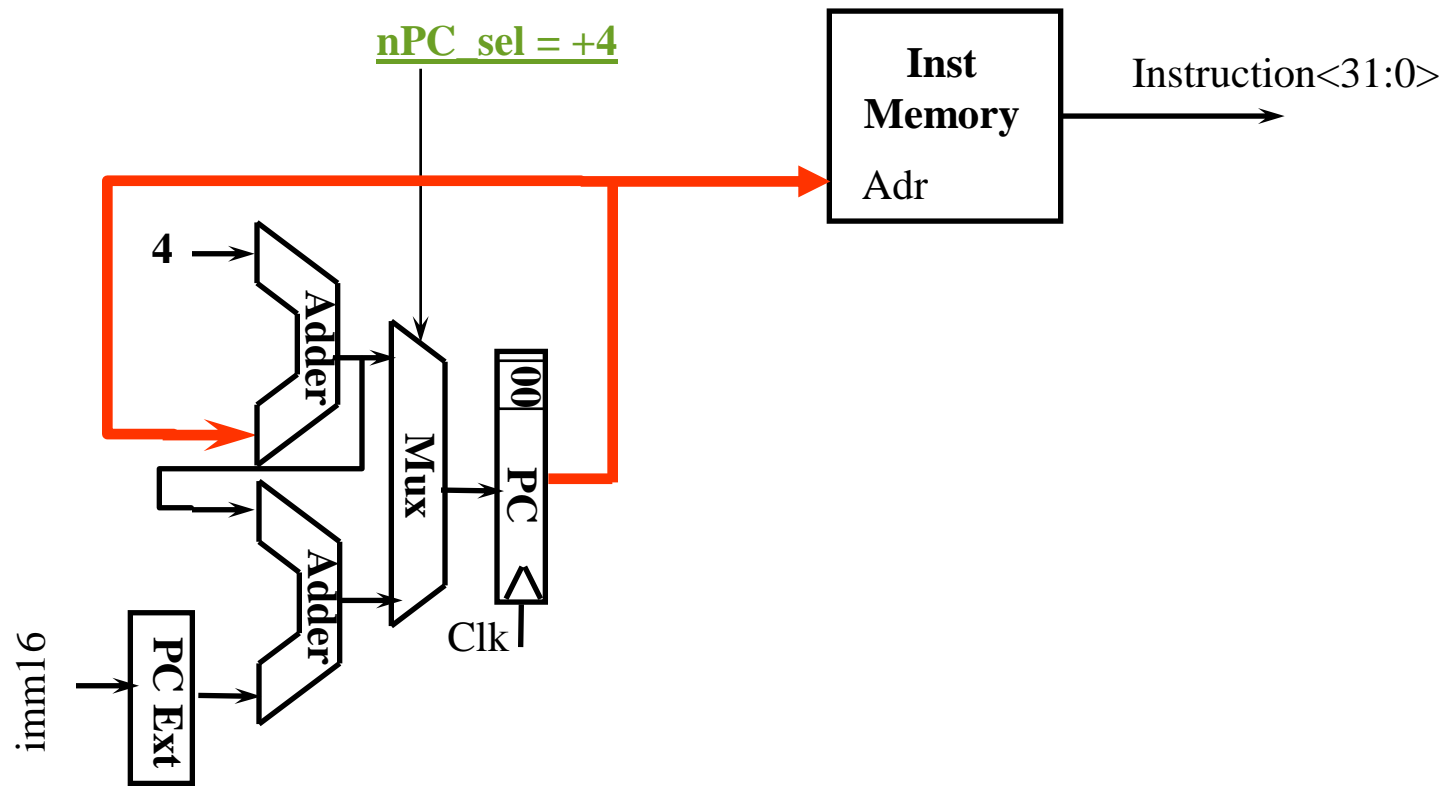 nPC_sel = +4
Inst
Memory
Adr
Instruction<31:0>
4
Adder
Mux
00
PC
Clk
Adder
PC Ext
imm16